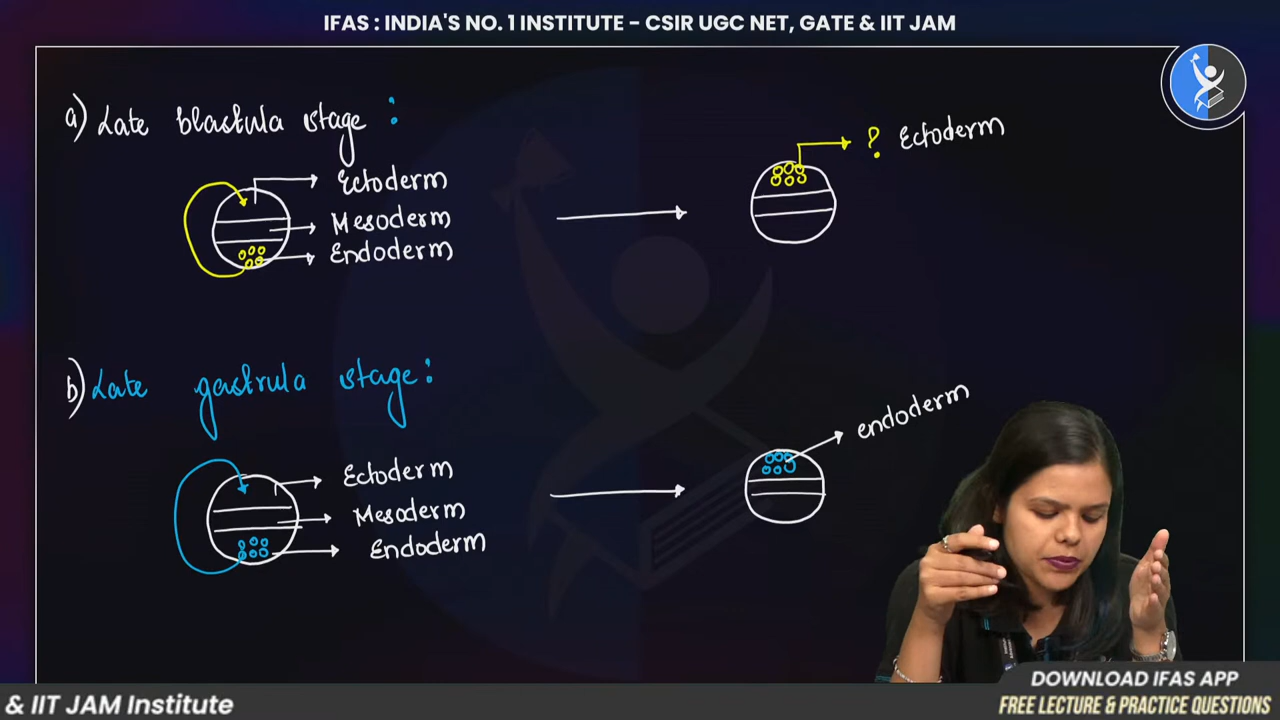 IFAS : INDIA'S NO. 1 INSTITUTE - CSIR UGC NET, GATE & IIT JAM
a) Late blastula stage :
Ectoderm
Mesoderm
Endoderm
? Ectoderm
b) Late gastrula stage :
Ectoderm
Mesoderm
Endoderm
endoderm
DOWNLOAD IFAS APP
& IIT JAM Institute
FREE LECTURE & PRACTICE QUESTIONS